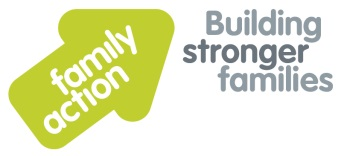 family
action
Building
stronger
families